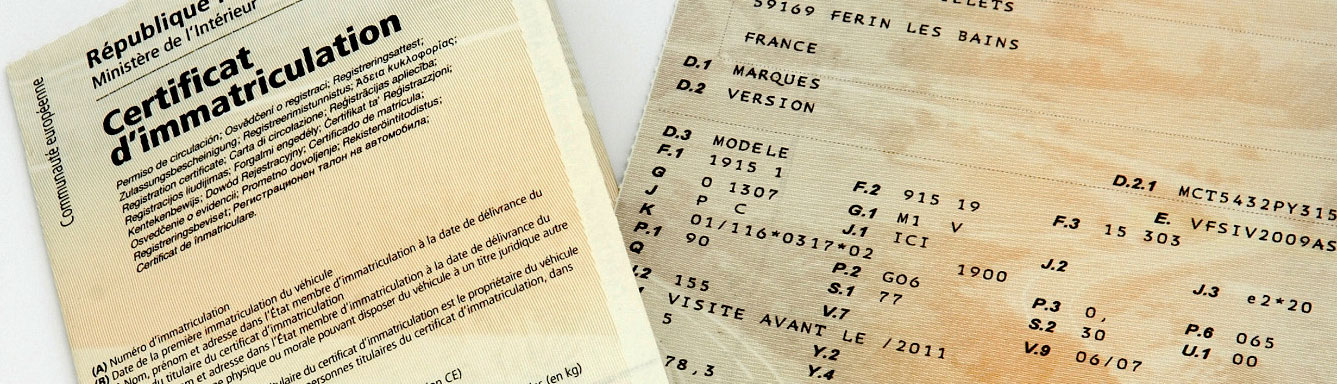 République
Ministère de l'Intérieur
Certificat
d'immatriculation
Communauté européenne
Permiso de circulación; Osvědčení o registraci; Registreringsattest;
Zulassungsbescheinigung; Registreerimistunnistus; Άδεια κυκλοφορίας;
Registration certificate; Carta di circolazione; Reģistrācijas apliecība;
Registracijos liudijimas; Forgalmi engedély; Ċertifikat ta' Reġistrazzjoni;
Kentekenbewijs; Dowód Rejestracyjny; Certificado de matrícula;
Osvedčenie o evidencii; Prometno dovoljenje; Rekisteröintitodistus;
Registreringsbeviset; Регистрационен талон на автомобила;
Certificat de Inmatriculare.
(A) Numéro d'immatriculation
(B) Date de la première immatriculation du véhicule
Nom, prénom et adresse dans l'État membre d'immatriculation à la date de délivrance du
du titulaire du certificat d'immatriculation
et adresse dans l'État membre d'immatriculation à la date de délivrance du
physique ou morale pouvant disposer du véhicule à un titre juridique autre
titulaire du certificat d'immatriculation est le propriétaire du véhicule
personnes titulaires du certificat d'immatriculation, dans
CE)
(en kg)
59169 FERIN LES BAINS
FRANCE
D.1 MARQUES
D.2 VERSION
D.2.1 MCT5432PY315
D.3 MODELE
E. VFSIV2009AS
F.1 1915 1 F.2 915 19 F.3 15 303
G 0 1307 G.1 M1 V
J P C J.1 ICI J.2 J.3 e2*20
K 01/116*0317*02
P.1 90 P.2 GO6 1900 P.3 0, P.6 065
Q S.1 77 S.2 30 U.1 00
.2 155 V.7 V.9 06/07
VISITE AVANT LE /2011
5 Y.2
78,3 Y.4